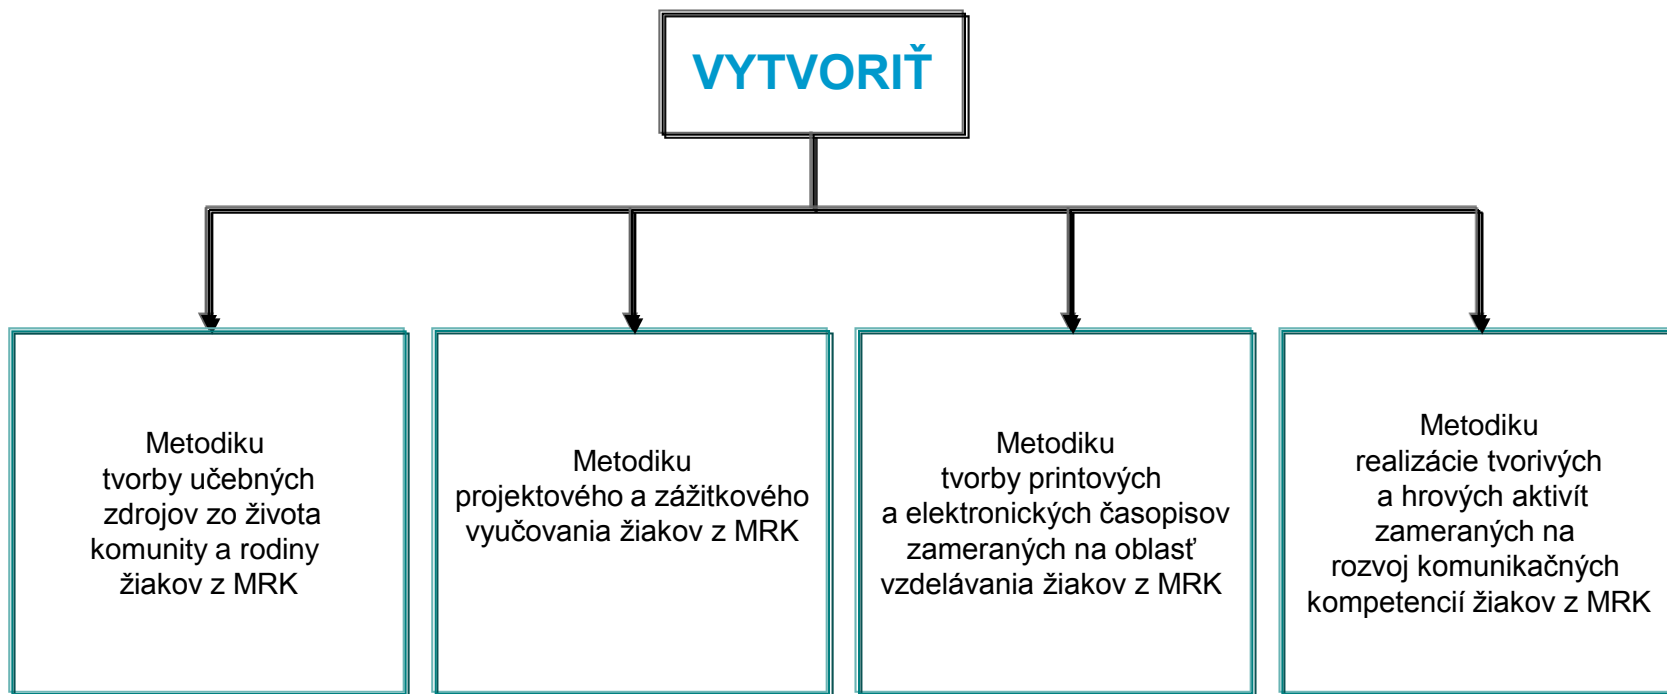 VYTVORIŤ
Metodiku
tvorby učebných
zdrojov zo života
komunity a rodiny
žiakov z MRK
Metodiku
projektového a zážitkového
vyučovania žiakov z MRK
Metodiku
tvorby printových
a elektronických časopisov
zameraných na oblasť
vzdelávania žiakov z MRK
Metodiku
realizácie tvorivých
a hrových aktivít
zameraných na
rozvoj komunikačných
kompetencií žiakov z MRK